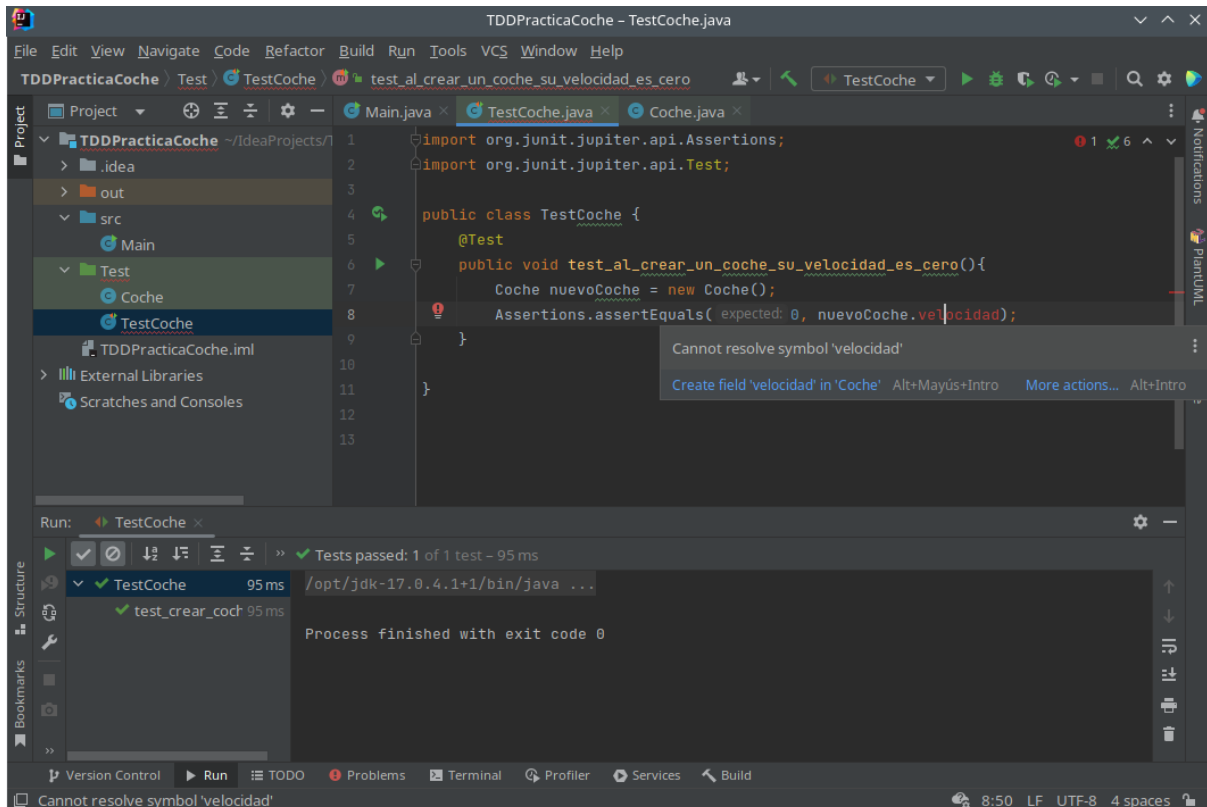 TDDPracticaCoche – TestCoche.java
File Edit View Navigate Code Refactor Build Run Tools VCS Window Help
TDDPracticaCoche Test TestCoche test_al_crear_un_coche_su_velocidad_es_cero TestCoche
Project Main.java TestCoche.java Coche.java
Project
Notifications
PlantUML
TDDPracticaCoche ~/IdeaProjects/T
.idea
out
src
Main
Test
Coche
TestCoche
TDDPracticaCoche.iml
External Libraries
Scratches and Consoles
1 import org.junit.jupiter.api.Assertions;
1 6
2 import org.junit.jupiter.api.Test;
3
4 public class TestCoche {
5 @Test
6 public void test_al_crear_un_coche_su_velocidad_es_cero(){
7 Coche nuevoCoche = new Coche();
8 Assertions.assertEquals( expected: 0, nuevoCoche.velocidad);
9 }
10
11 }
12
13
Cannot resolve symbol 'velocidad'
Create field 'velocidad' in 'Coche' Alt+Mayús+Intro More actions... Alt+Intro
Run: TestCoche
Tests passed: 1 of 1 test – 95 ms
TestCoche 95 ms
test_crear_coch 95 ms
/opt/jdk-17.0.4.1+1/bin/java ...
Process finished with exit code 0
Structure
Bookmarks
Version Control Run TODO Problems Terminal Profiler Services Build
Cannot resolve symbol 'velocidad' 8:50 LF UTF-8 4 spaces